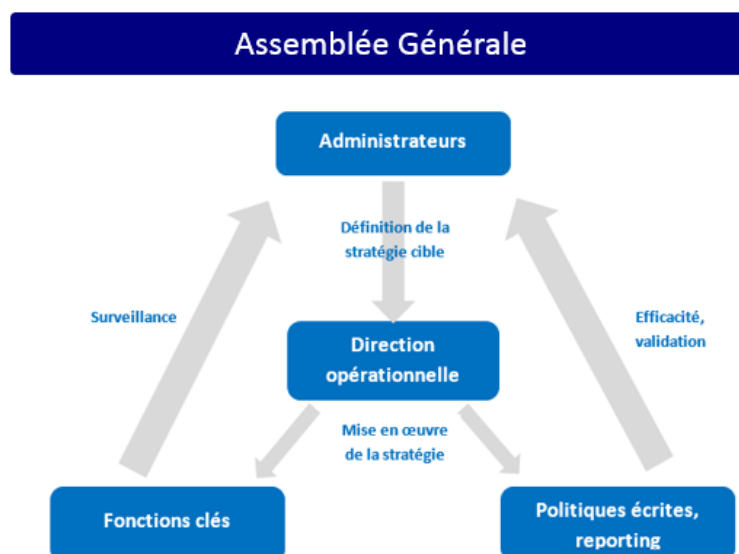 Assemblée Générale
Administrateurs
Définition de la
stratégie cible
Surveillance
Efficacité,
validation
Direction
opérationnelle
Mise en œuvre
de la stratégie
Fonctions clés
Politiques écrites,
reporting